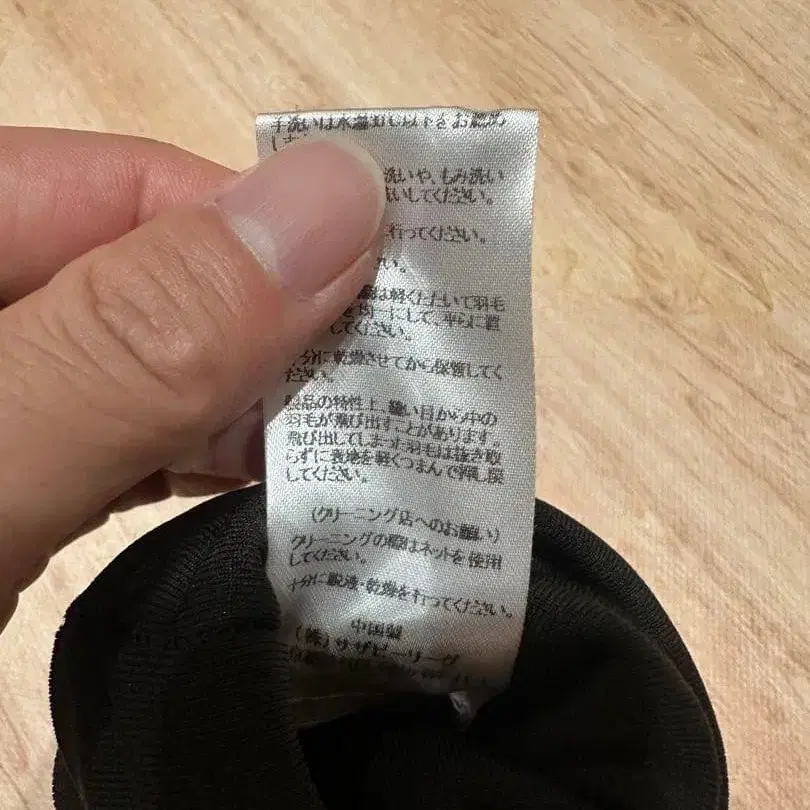 手洗いは水温30℃以下をお勧め
洗いや、もみ洗い
洗いしてください。
行ってください。
い。
は軽くたたいて羽毛
を均一にして、平らに置
してください。
十分に乾燥させてから保管してく
ださい。
製品の特性上、縫い目から中の
羽毛が飛び出すことがあります。
飛び出してしまった羽毛は抜き取
らずに表地を軽くつまんで押し戻
してください。
(クリーニング店へのお願い)
クリーニングの際はネットを使用
してください。
十分に脱液・乾燥を行ってください。
中国製
(株)サザビーリーグ